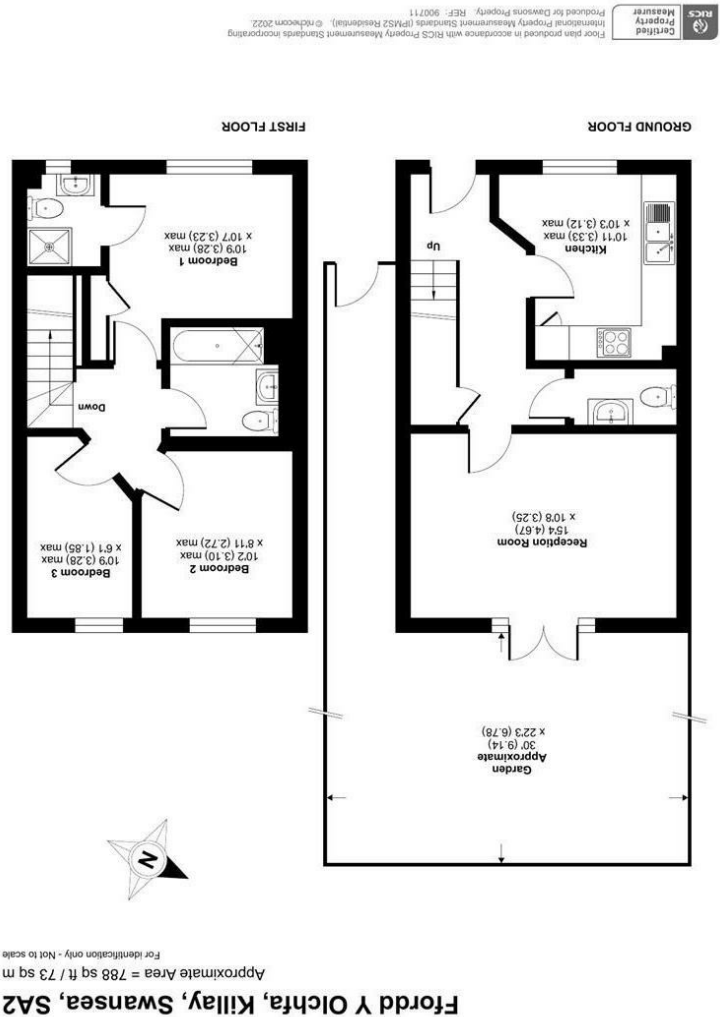 Ffordd Y Olchfa, Killay, Swansea, SA2
Approximate Area = 788 sq ft / 73 sq m
For identification only - Not to scale
N
Garden
Approximate
30' (9.14)
x 22'3 (6.78)
Reception Room
15'4 (4.67)
x 10'8 (3.25)
Kitchen
10'11 (3.33) max
x 10'3 (3.12) max
Up
GROUND FLOOR
Bedroom 2
10'2 (3.10) max
x 8'11 (2.72) max
Bedroom 3
10'9 (3.28) max
x 6'1 (1.85) max
Down
Bedroom 1
10'9 (3.28) max
x 10'7 (3.23) max
FIRST FLOOR
RICS
Certified
Property
Measurer
Floor plan produced in accordance with RICS Property Measurement Standards incorporating
International Property Measurement Standards (IPMS2 Residential). © nichecom 2022.
Produced for Dawsons Property. REF: 900711